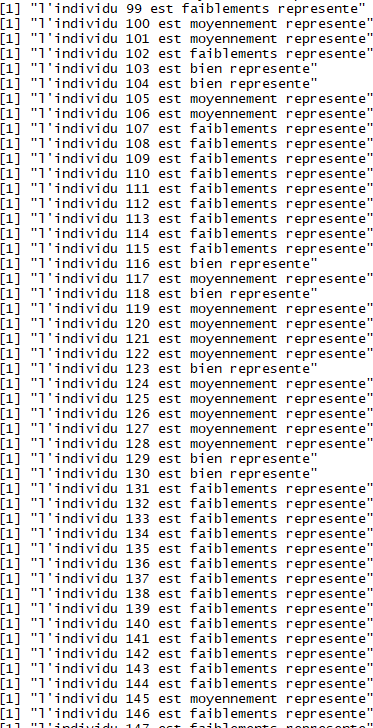 [1] "l'individu 99 est faiblements represente"
[1] "l'individu 100 est moyennement represente"
[1] "l'individu 101 est moyennement represente"
[1] "l'individu 102 est faiblements represente"
[1] "l'individu 103 est bien represente"
[1] "l'individu 104 est bien represente"
[1] "l'individu 105 est moyennement represente"
[1] "l'individu 106 est moyennement represente"
[1] "l'individu 107 est faiblements represente"
[1] "l'individu 108 est faiblements represente"
[1] "l'individu 109 est faiblements represente"
[1] "l'individu 110 est faiblements represente"
[1] "l'individu 111 est faiblements represente"
[1] "l'individu 112 est faiblements represente"
[1] "l'individu 113 est faiblements represente"
[1] "l'individu 114 est faiblements represente"
[1] "l'individu 115 est faiblements represente"
[1] "l'individu 116 est bien represente"
[1] "l'individu 117 est moyennement represente"
[1] "l'individu 118 est bien represente"
[1] "l'individu 119 est moyennement represente"
[1] "l'individu 120 est moyennement represente"
[1] "l'individu 121 est moyennement represente"
[1] "l'individu 122 est moyennement represente"
[1] "l'individu 123 est bien represente"
[1] "l'individu 124 est moyennement represente"
[1] "l'individu 125 est moyennement represente"
[1] "l'individu 126 est moyennement represente"
[1] "l'individu 127 est moyennement represente"
[1] "l'individu 128 est moyennement represente"
[1] "l'individu 129 est bien represente"
[1] "l'individu 130 est bien represente"
[1] "l'individu 131 est faiblements represente"
[1] "l'individu 132 est faiblements represente"
[1] "l'individu 133 est faiblements represente"
[1] "l'individu 134 est faiblements represente"
[1] "l'individu 135 est faiblements represente"
[1] "l'individu 136 est faiblements represente"
[1] "l'individu 137 est faiblements represente"
[1] "l'individu 138 est faiblements represente"
[1] "l'individu 139 est faiblements represente"
[1] "l'individu 140 est faiblements represente"
[1] "l'individu 141 est faiblements represente"
[1] "l'individu 142 est faiblements represente"
[1] "l'individu 143 est faiblements represente"
[1] "l'individu 144 est faiblements represente"
[1] "l'individu 145 est moyennement represente"
[1] "l'individu 146 est faiblements represente"
[1] "l'individu 147 est faiblements represente"